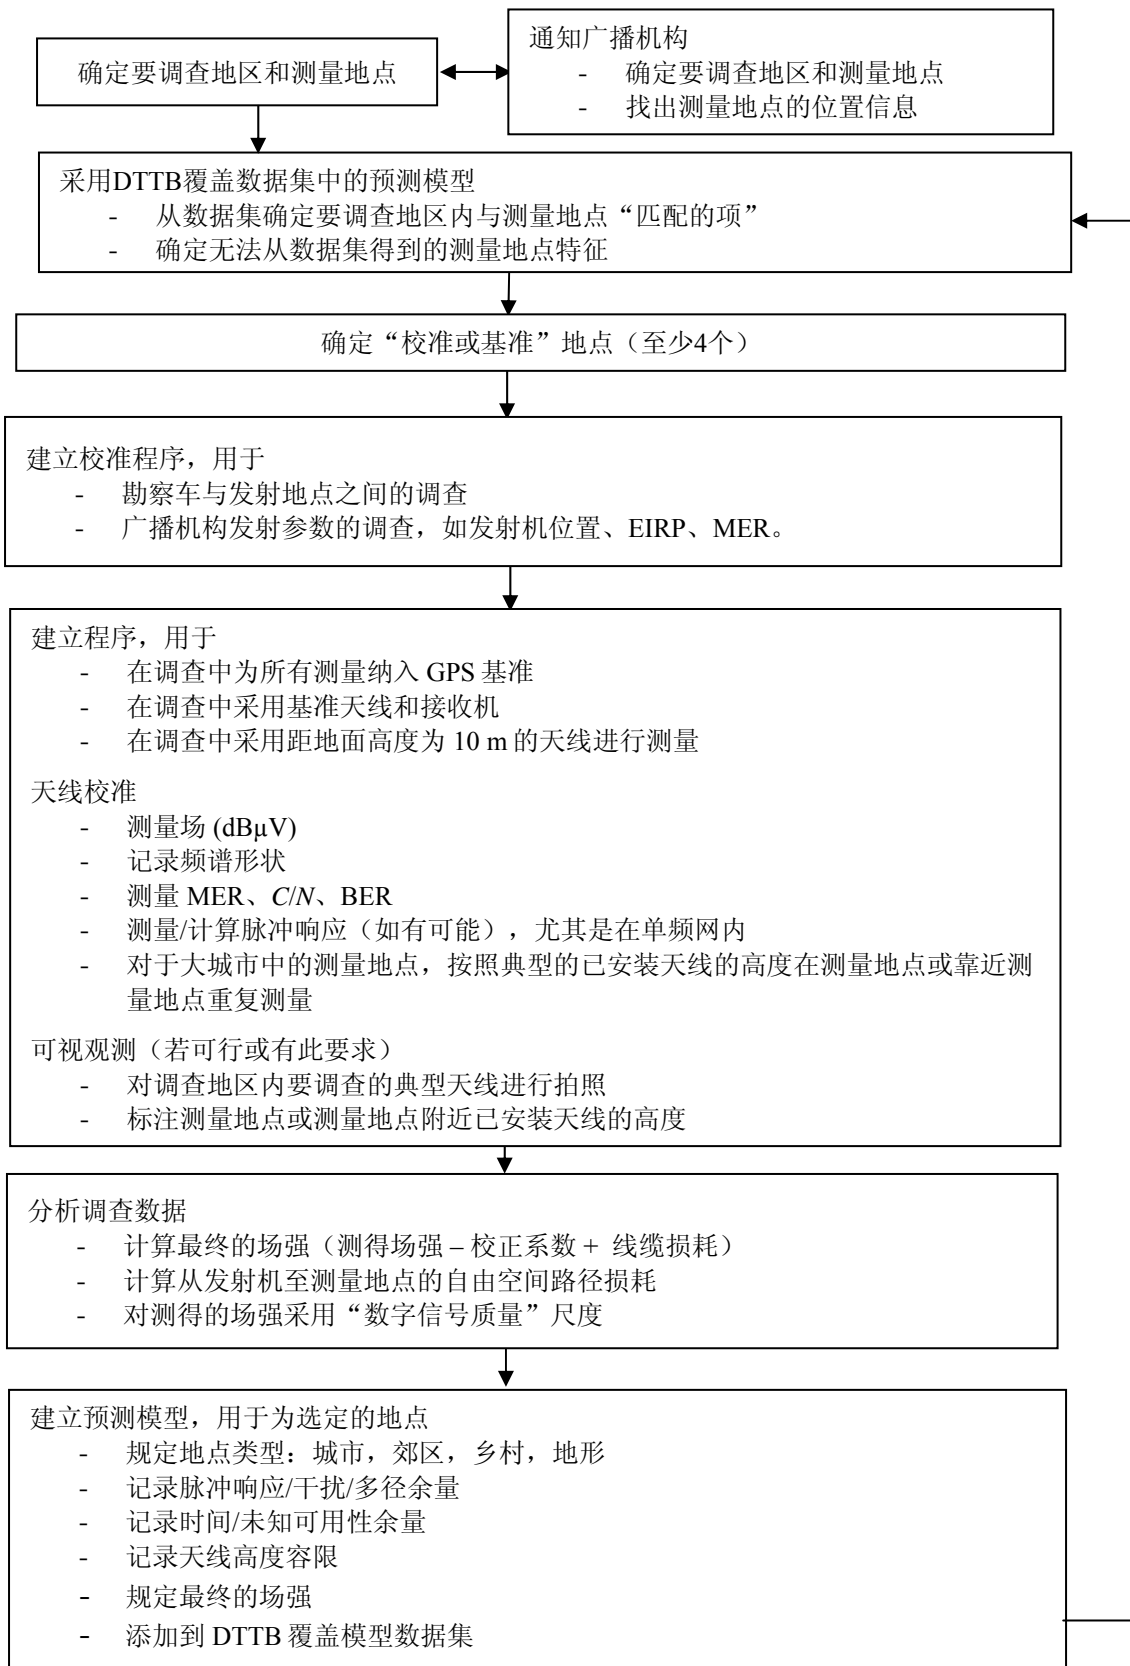 确定要调查地区和测量地点
通知广播机构
- 确定要调查地区和测量地点
- 找出测量地点的位置信息
采用DTTB覆盖数据集中的预测模型
- 从数据集确定要调查地区内与测量地点“匹配的项”
- 确定无法从数据集得到的测量地点特征
确定“校准或基准”地点（至少4个）
建立校准程序，用于
- 勘察车与发射地点之间的调查
- 广播机构发射参数的调查，如发射机位置、EIRP、MER。
建立程序，用于
- 在调查中为所有测量纳入 GPS 基准
- 在调查中采用基准天线和接收机
- 在调查中采用距地面高度为 10 m 的天线进行测量
天线校准
- 测量场 (dBµV)
- 记录频谱形状
- 测量 MER、C/N、BER
- 测量/计算脉冲响应（如有可能），尤其是在单频网内
- 对于大城市中的测量地点，按照典型的已安装天线的高度在测量地点或靠近测
量地点重复测量
可视观测（若可行或有此要求）
- 对调查地区内要调查的典型天线进行拍照
- 标注测量地点或测量地点附近已安装天线的高度
分析调查数据
- 计算最终的场强（测得场强 – 校正系数 + 线缆损耗）
- 计算从发射机至测量地点的自由空间路径损耗
- 对测得的场强采用“数字信号质量”尺度
建立预测模型，用于为选定的地点
- 规定地点类型：城市，郊区，乡村，地形
- 记录脉冲响应/干扰/多径余量
- 记录时间/未知可用性余量
- 记录天线高度容限
- 规定最终的场强
- 添加到 DTTB 覆盖模型数据集